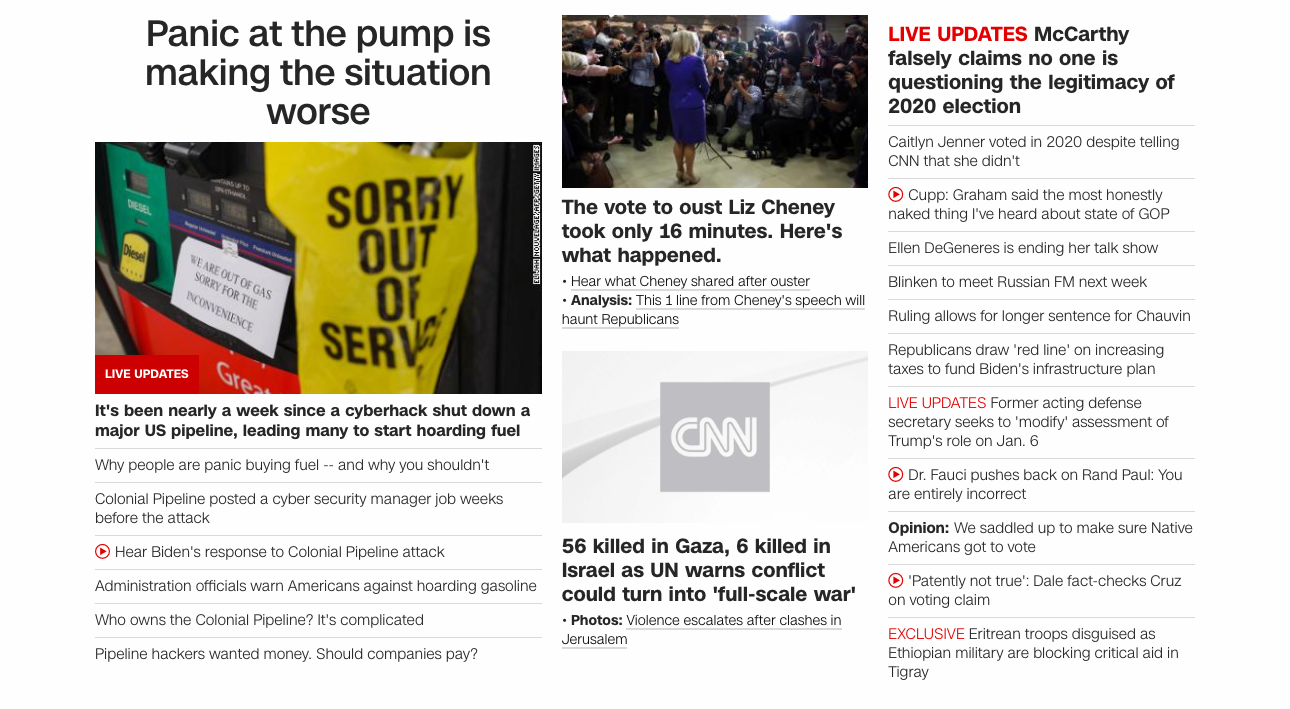 Panic at the pump is
making the situation
worse
DIESEL
Diesel
WE ARE OUT OF GAS
SORRY FOR THE
INCONVENIENCE
SORRY
OUT
OF
SERVICE
Great
LIVE UPDATES
It's been nearly a week since a cyberhack shut down a
major US pipeline, leading many to start hoarding fuel
Why people are panic buying fuel -- and why you shouldn't
Colonial Pipeline posted a cyber security manager job weeks
before the attack
Hear Biden's response to Colonial Pipeline attack
Administration officials warn Americans against hoarding gasoline
Who owns the Colonial Pipeline? It's complicated
Pipeline hackers wanted money. Should companies pay?
The vote to oust Liz Cheney
took only 16 minutes. Here's
what happened.
• Hear what Cheney shared after ouster
• Analysis: This 1 line from Cheney's speech will
haunt Republicans
CNN
56 killed in Gaza, 6 killed in
Israel as UN warns conflict
could turn into 'full-scale war'
• Photos: Violence escalates after clashes in
Jerusalem
LIVE UPDATES McCarthy
falsely claims no one is
questioning the legitimacy of
2020 election
Caitlyn Jenner voted in 2020 despite telling
CNN that she didn't
Cupp: Graham said the most honestly
naked thing I've heard about state of GOP
Ellen DeGeneres is ending her talk show
Blinken to meet Russian FM next week
Ruling allows for longer sentence for Chauvin
Republicans draw 'red line' on increasing
taxes to fund Biden's infrastructure plan
LIVE UPDATES Former acting defense
secretary seeks to 'modify' assessment of
Trump's role on Jan. 6
Dr. Fauci pushes back on Rand Paul: You
are entirely incorrect
Opinion: We saddled up to make sure Native
Americans got to vote
'Patently not true': Dale fact-checks Cruz
on voting claim
EXCLUSIVE Eritrean troops disguised as
Ethiopian military are blocking critical aid in
Tigray